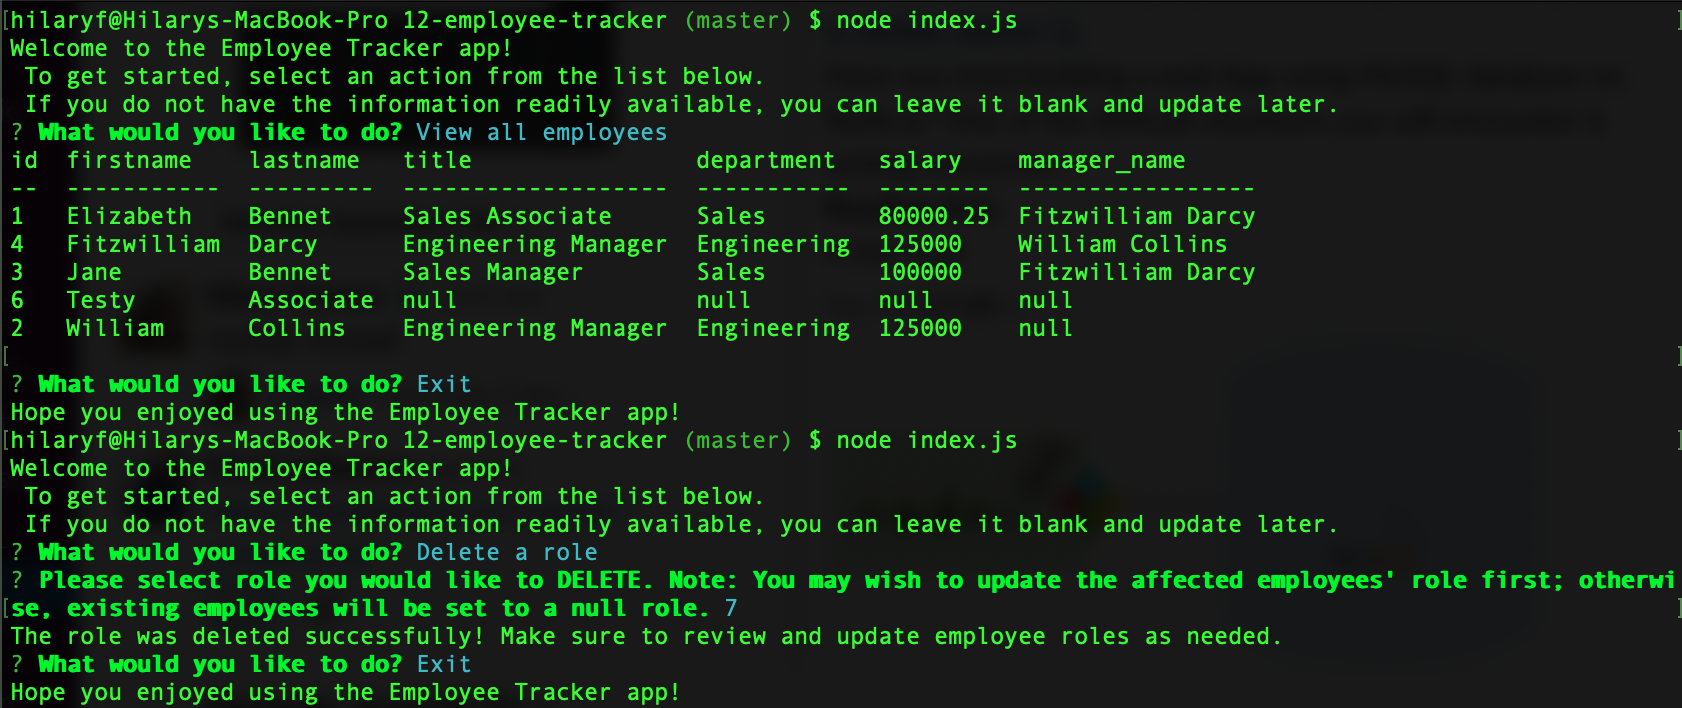 [hilaryf@Hilarys-MacBook-Pro 12-employee-tracker (master) $ node index.js ]
Welcome to the Employee Tracker app!
 To get started, select an action from the list below.
 If you do not have the information readily available, you can leave it blank and update later.
? What would you like to do? View all employees
id  firstname    lastname   title                department   salary    manager_name
--  -----------  ---------  -------------------  -----------  --------  -----------------
1   Elizabeth    Bennet     Sales Associate      Sales        80000.25  Fitzwilliam Darcy
4   Fitzwilliam  Darcy      Engineering Manager  Engineering  125000    William Collins
3   Jane         Bennet     Sales Manager        Sales        100000    Fitzwilliam Darcy
6   Testy        Associate  null                 null         null      null
2   William      Collins    Engineering Manager  Engineering  125000    null
[ ]
? What would you like to do? Exit
Hope you enjoyed using the Employee Tracker app!
[hilaryf@Hilarys-MacBook-Pro 12-employee-tracker (master) $ node index.js ]
Welcome to the Employee Tracker app!
 To get started, select an action from the list below.
 If you do not have the information readily available, you can leave it blank and update later.
? What would you like to do? Delete a role
? Please select role you would like to DELETE. Note: You may wish to update the affected employees' role first; otherwi
[se, existing employees will be set to a null role. 7 ]
The role was deleted successfully! Make sure to review and update employee roles as needed.
? What would you like to do? Exit
Hope you enjoyed using the Employee Tracker app!